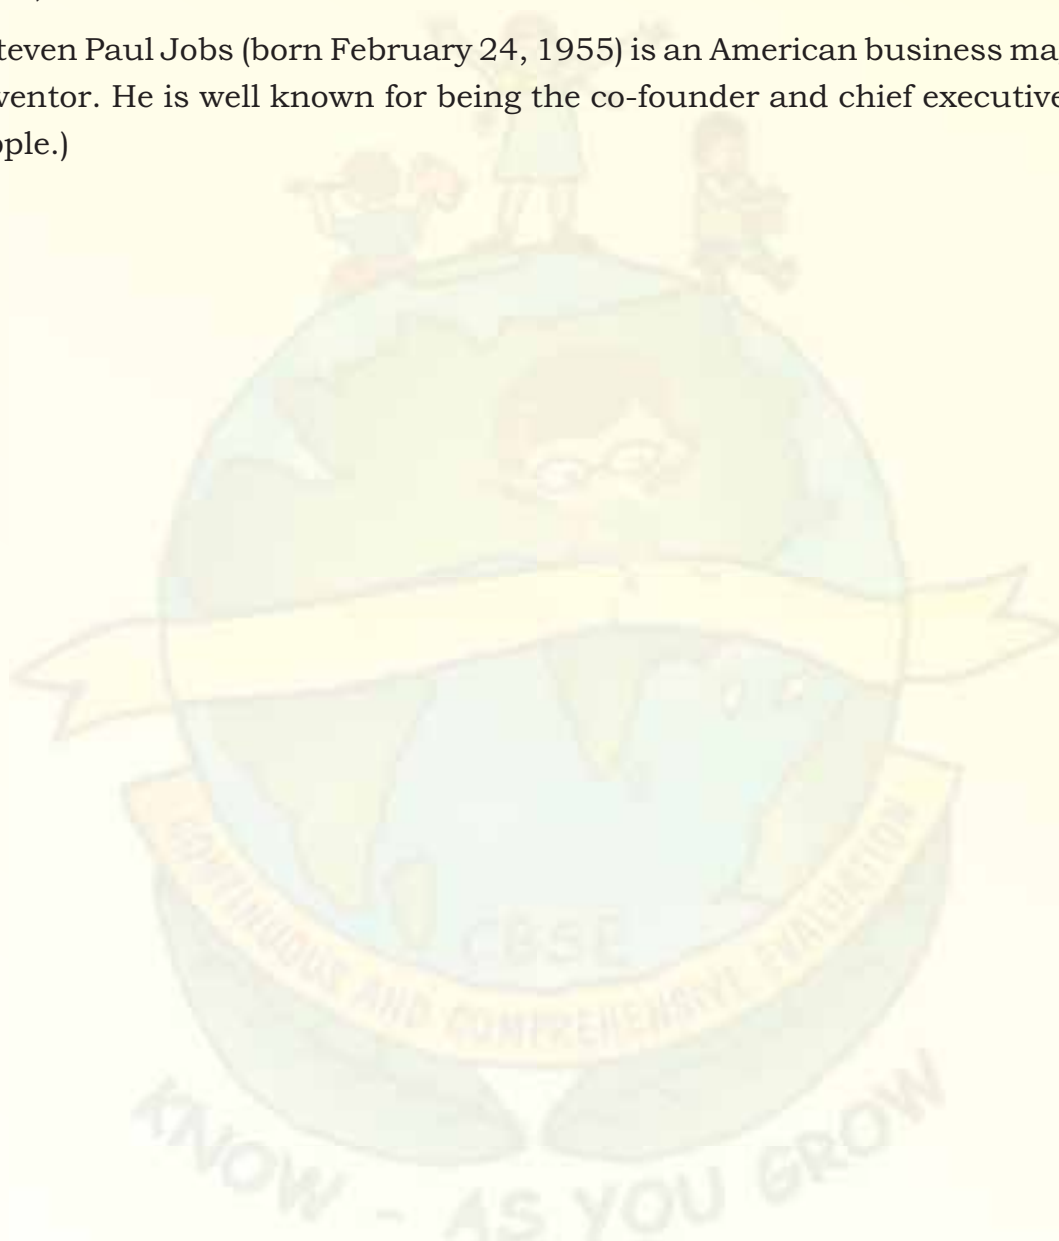 teven Paul Jobs (born February 24, 1955) is an American business ma
ventor. He is well known for being the co-founder and chief executive
ple.)
CBSE
CONTINUOUS AND COMPREHENSIVE EVALUATION
KNOW - AS YOU GROW